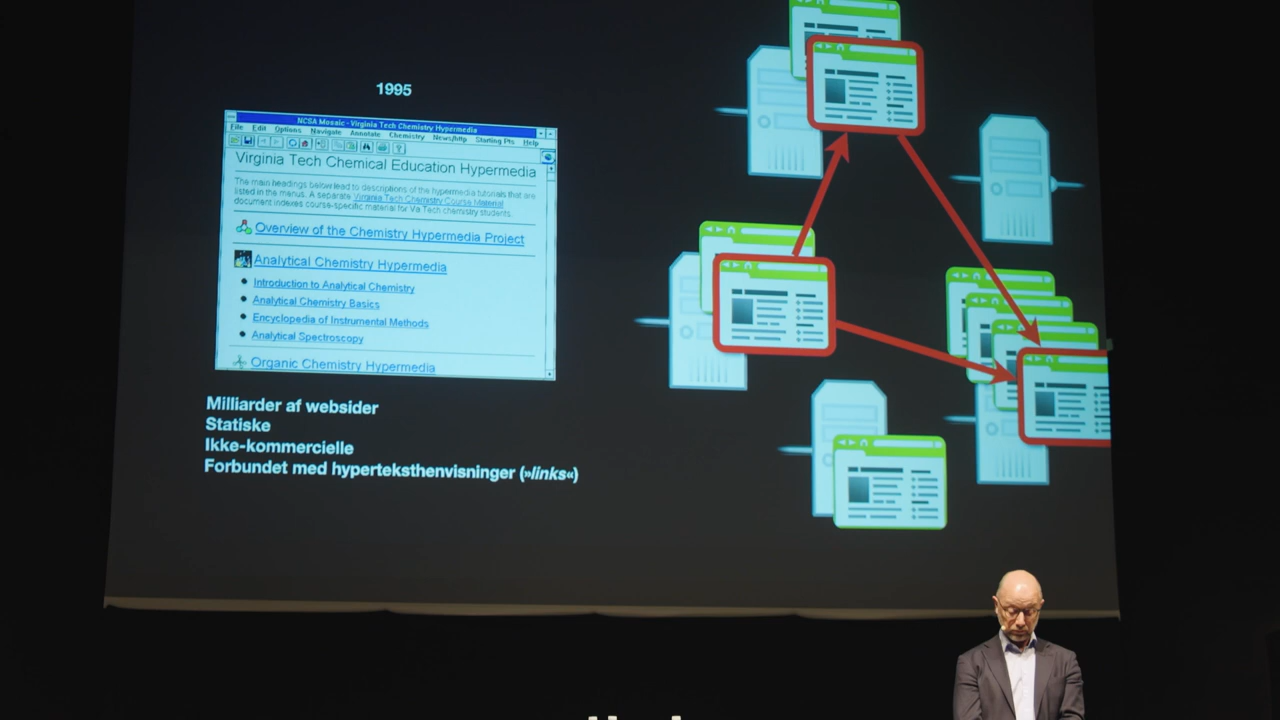 1995
NCSA Mosaic - Virginia Tech Chemistry Hypermedia
File Edit Options Navigate Annotate Chemistry News/http Starting Pts Help
Virginia Tech Chemical Education Hypermedia
The main headings below lead to descriptions of the hypermedia tutorials that are
listed in the menus. A separate Virginia Tech Chemistry Course Material
document indexes course-specific material for Va Tech chemistry students.
Overview of the Chemistry Hypermedia Project
Analytical Chemistry Hypermedia
Introduction to Analytical Chemistry
Analytical Chemistry Basics
Encyclopedia of Instrumental Methods
Analytical Spectroscopy
Organic Chemistry Hypermedia
Milliarder af websider
Statiske
Ikke-kommercielle
Forbundet med hyperteksthenvisninger (»links«)